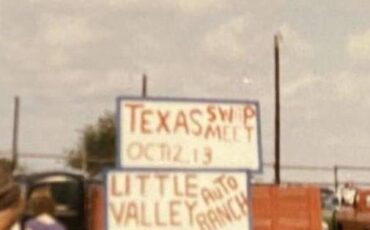 TEXAS SWAP MEET
OCT 12, 13
LITTLE VALLEY AUTO RANCH